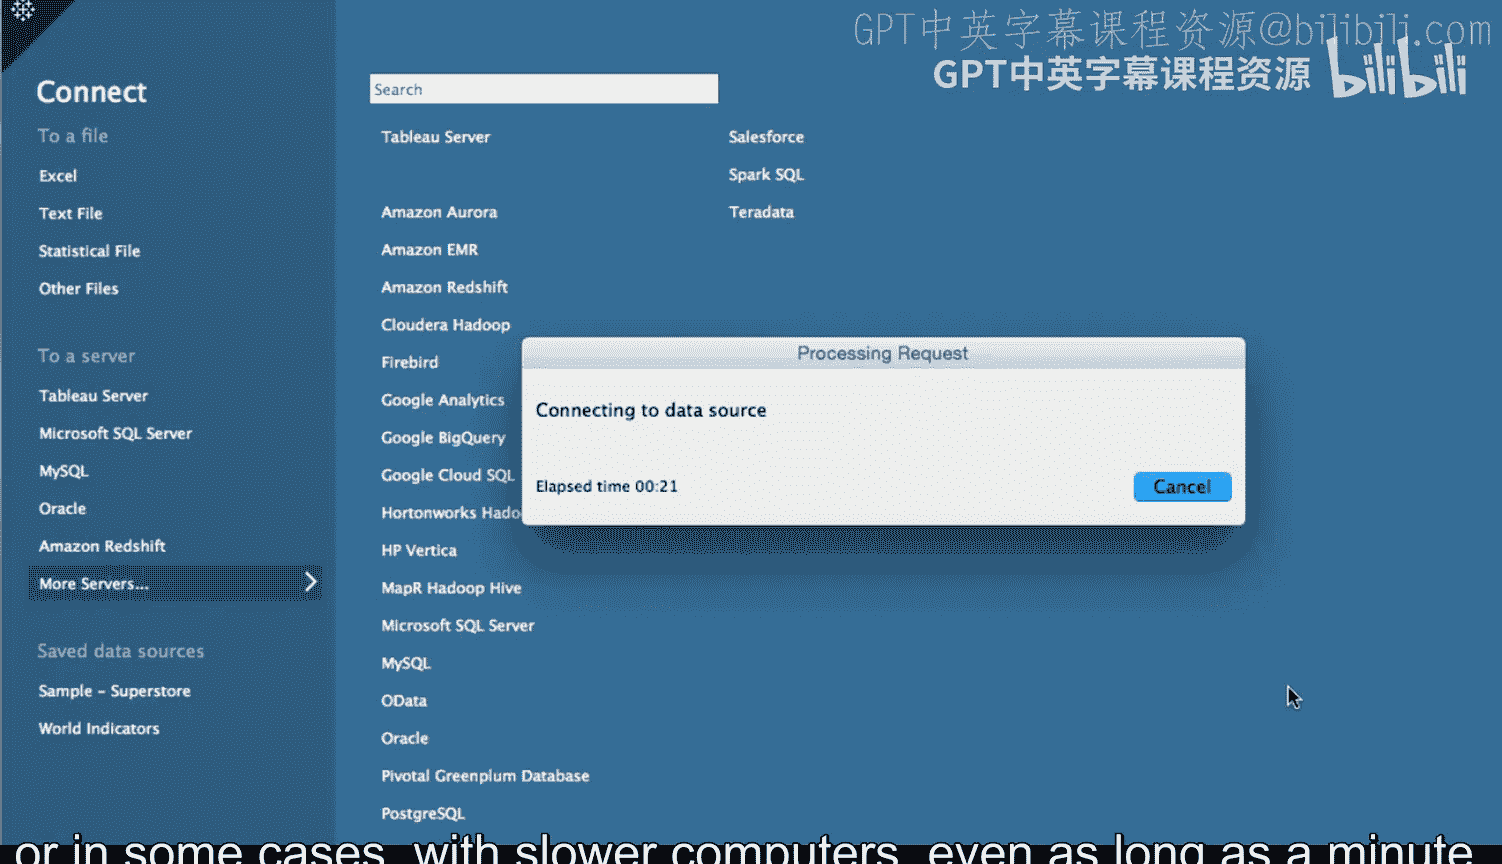 GPT中英字幕课程资源@bilibili.com
GPT中英字幕课程资源 bilibili
Connect
To a file
Excel
Text File
Statistical File
Other Files
To a server
Tableau Server
Microsoft SQL Server
MySQL
Oracle
Amazon Redshift
More Servers...
Saved data sources
Sample – Superstore
World Indicators
Search
Tableau Server
Amazon Aurora
Amazon EMR
Amazon Redshift
Cloudera Hadoop
Firebird
Google Analytics
Google BigQuery
Google Cloud SQL
Hortonworks Hado
HP Vertica
MapR Hadoop Hive
Microsoft SQL Server
MySQL
OData
Oracle
Pivotal Greenplum Database
PostgreSQL
Salesforce
Spark SQL
Teradata
Processing Request
Connecting to data source
Elapsed time 00:21
Cancel
or in some cases, with slower computers, even as long as a minute